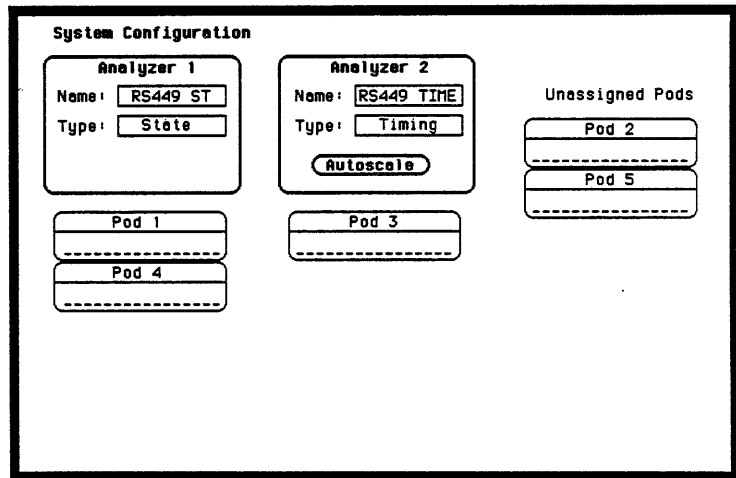 System Configuration
Analyzer 1
Name: RS449 ST
Type: State
Analyzer 2
Name: RS449 TIME
Type: Timing
Autoscale
Unassigned Pods
Pod 2
Pod 5
Pod 1
Pod 4
Pod 3